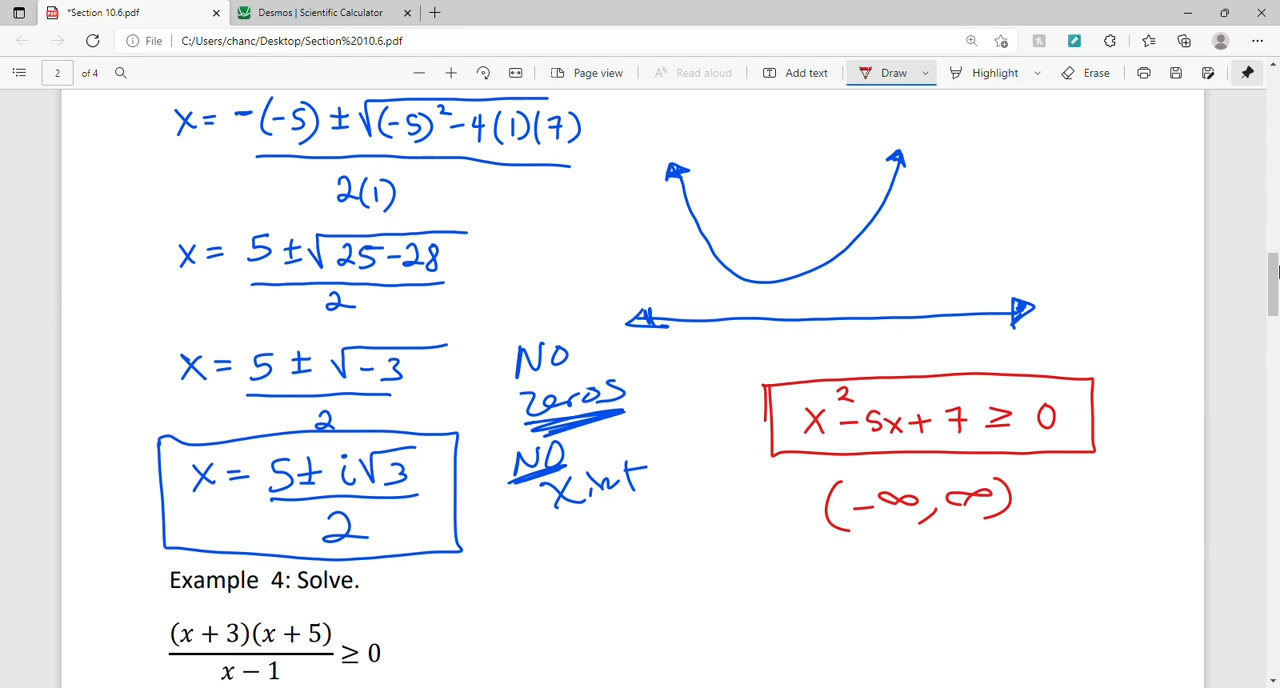 *Section 10.6.pdf
Desmos | Scientific Calculator
File | C:/Users/chanc/Desktop/Section%2010.6.pdf
2 of 4
Page view
Read aloud
Add text
Draw
Highlight
Erase
x = -(-5) ± √(-5)² - 4(1)(7)
2(1)
x = 5 ± √25-28
2
x = 5 ± √-3
2
x = 5 ± i√3
2
NO
zeros
NO
x int
x² - 5x + 7 ≥ 0
(-∞, ∞)
Example 4: Solve.
(x + 3)(x + 5)
x − 1
≥ 0